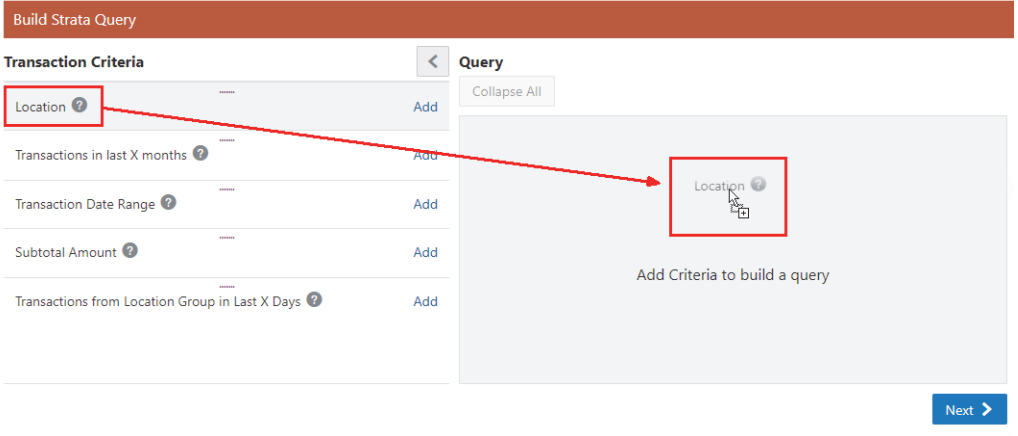 Build Strata Query
Transaction Criteria
Location ?
Add
Transactions in last X months ?
Add
Transaction Date Range ?
Add
Subtotal Amount ?
Add
Transactions from Location Group in Last X Days ?
Add
Query
Collapse All
Location ?
Add Criteria to build a query
Next